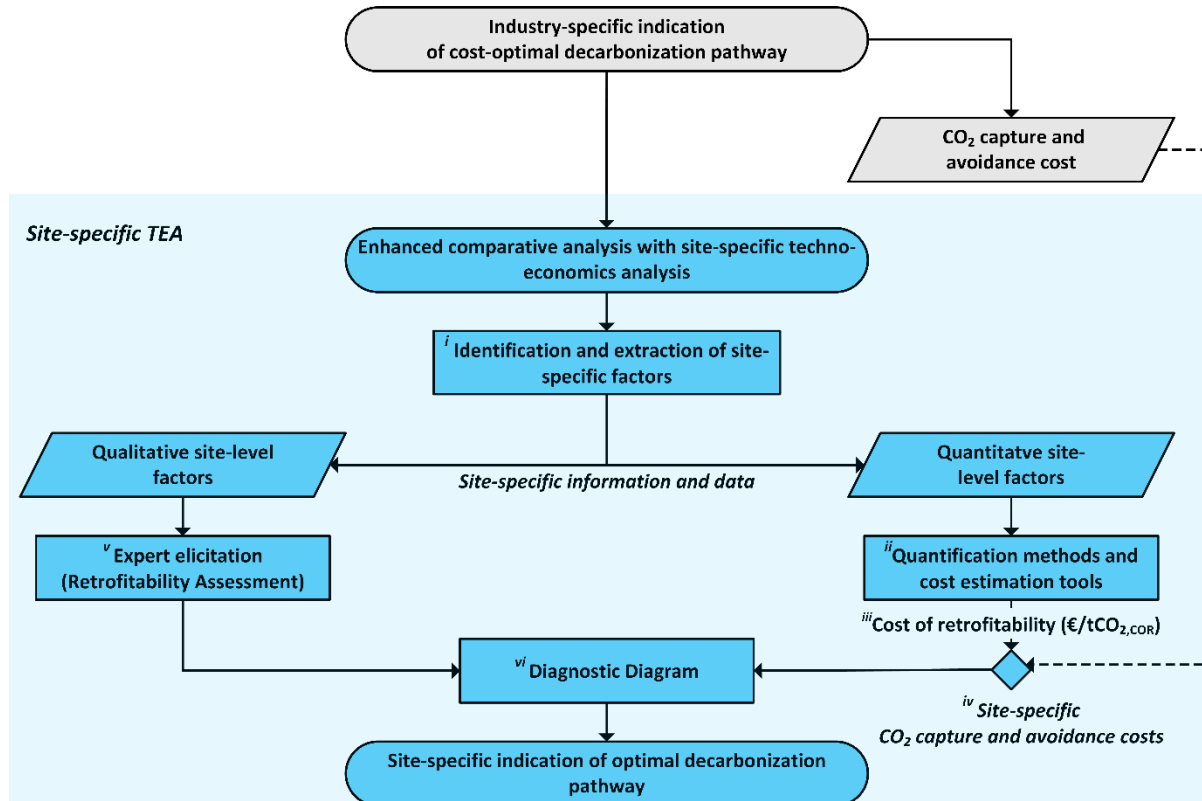 Industry-specific indication
of cost-optimal decarbonization pathway
CO₂ capture and
avoidance cost
Site-specific TEA
Enhanced comparative analysis with site-specific techno-
economics analysis
i Identification and extraction of site-
specific factors
Qualitative site-level
factors
Site-specific information and data
Quantitatve site-
level factors
v Expert elicitation
(Retrofitability Assessment)
ii Quantification methods and
cost estimation tools
iii Cost of retrofitability (€/tCO₂,COR)
vi Diagnostic Diagram
iv Site-specific
CO₂ capture and avoidance costs
Site-specific indication of optimal decarbonization
pathway